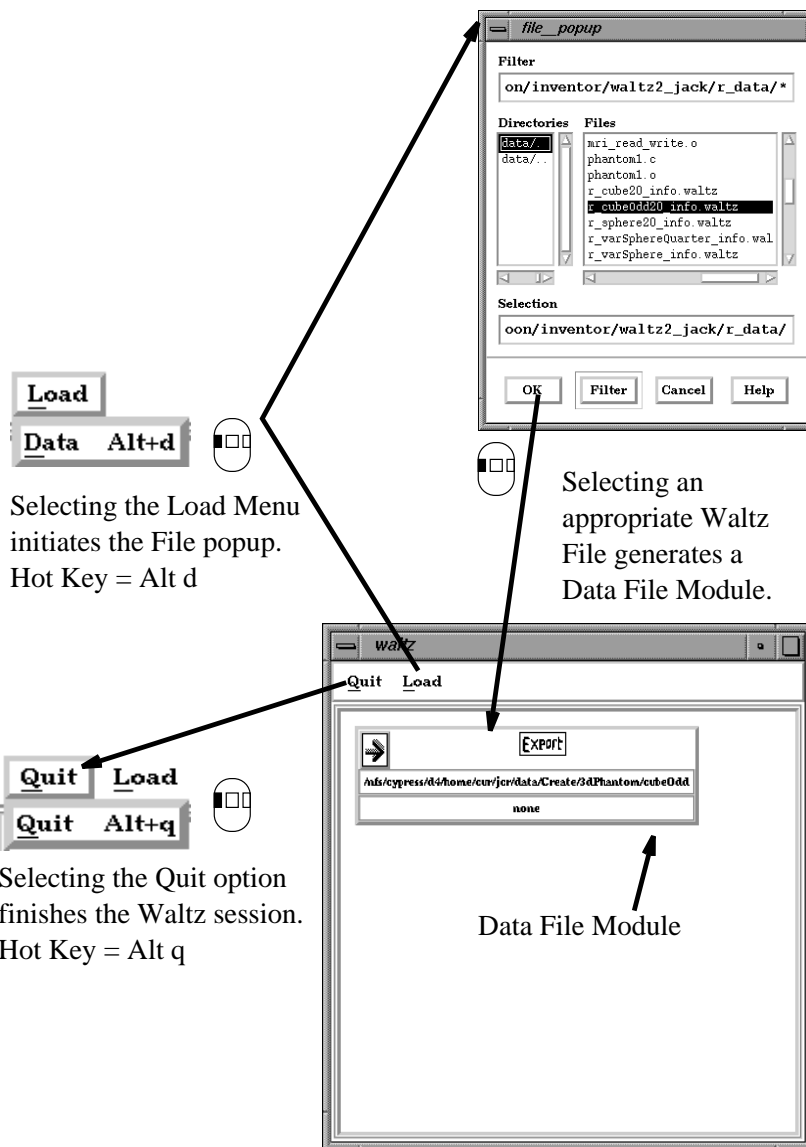 file__popup
Filter
on/inventor/waltz2_jack/r_data/*
Directories Files
data/.
data/..
mri_read_write.o
phantom1.c
phantom1.o
r_cube20_info.waltz
r_cubeOdd20_info.waltz
r_sphere20_info.waltz
r_varSphereQuarter_info.wal
r_varSphere_info.waltz
Selection
oon/inventor/waltz2_jack/r_data/
OK Filter Cancel Help
Load
Data Alt+d
Selecting the Load Menu
initiates the File popup.
Hot Key = Alt d
Selecting an
appropriate Waltz
File generates a
Data File Module.
waltz
Quit Load
Export
/nfs/cypress/d4/home/cur/jcr/data/Create/3dPhantom/cubeOdd
none
Data File Module
Quit Load
Quit Alt+q
Selecting the Quit option
finishes the Waltz session.
Hot Key = Alt q